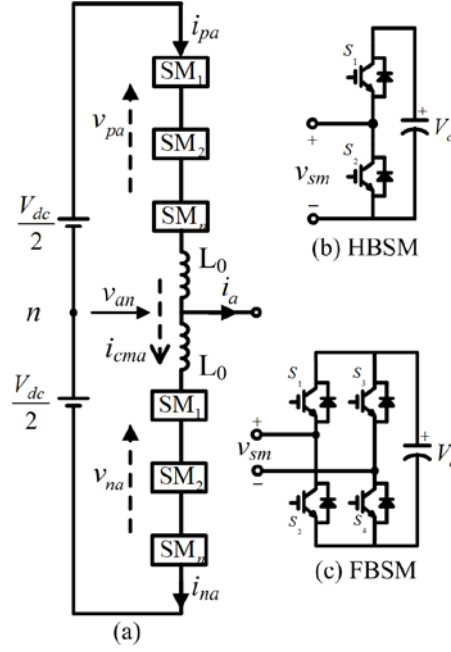 i_pa
SM_1
v_pa
SM_2
SM_n
V_dc
2
L_0
n
v_an
i_a
i_cma
L_0
V_dc
2
SM_1
v_na
SM_2
SM_n
i_na
(a)
S_1
+
V_c
+
S_2
v_sm
−
(b) HBSM
S_1
S_3
+
+
v_sm
−
S_2
S_4
(c) FBSM